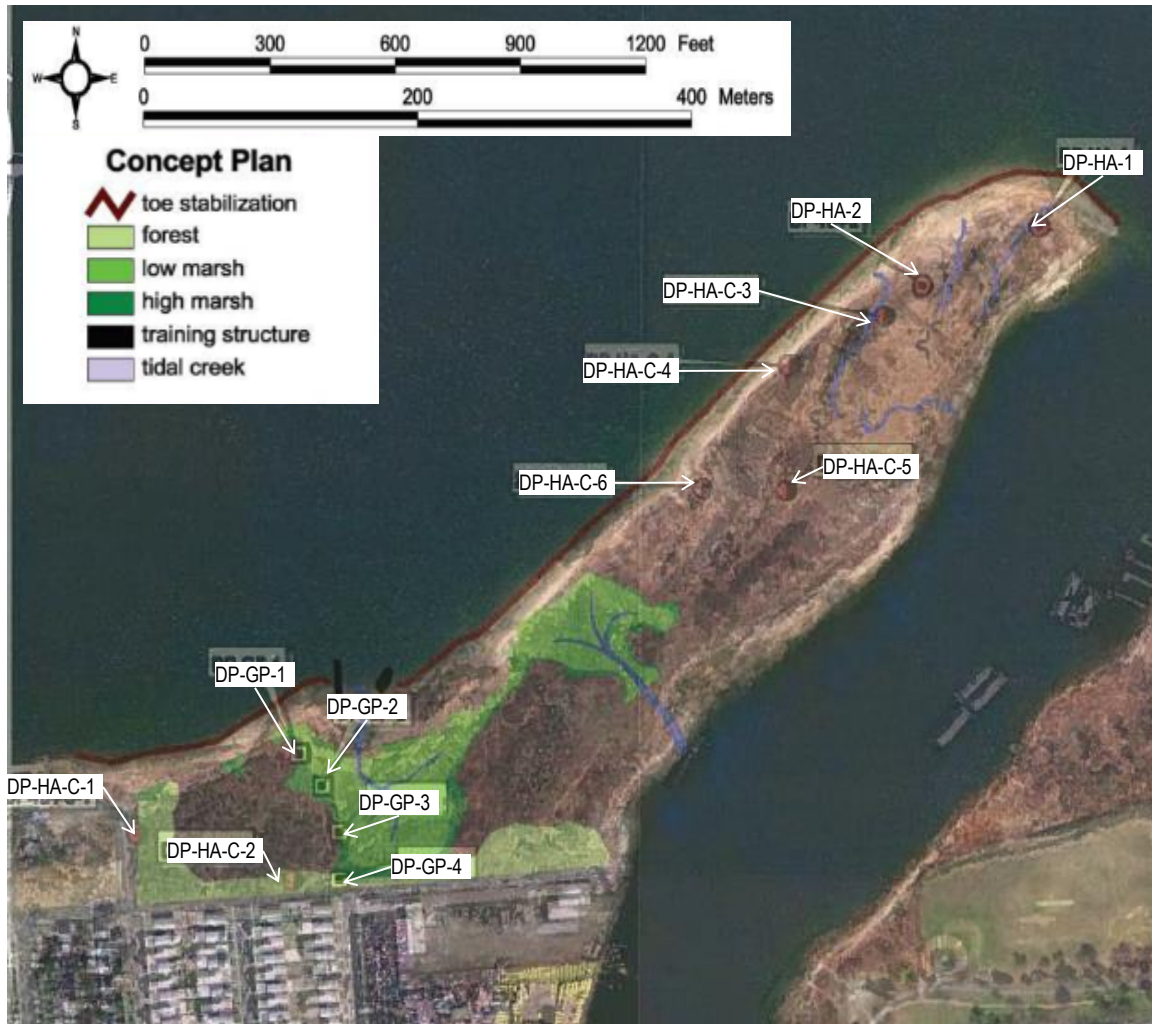 N
W E
S
0 300 600 900 1200 Feet
0 200 400 Meters
Concept Plan
toe stabilization
forest
low marsh
high marsh
training structure
tidal creek
DP-HA-1
DP-HA-2
DP-HA-C-3
DP-HA-C-4
DP-HA-C-5
DP-HA-C-6
DP-GP-1
DP-GP-2
DP-HA-C-1
DP-GP-3
DP-HA-C-2
DP-GP-4